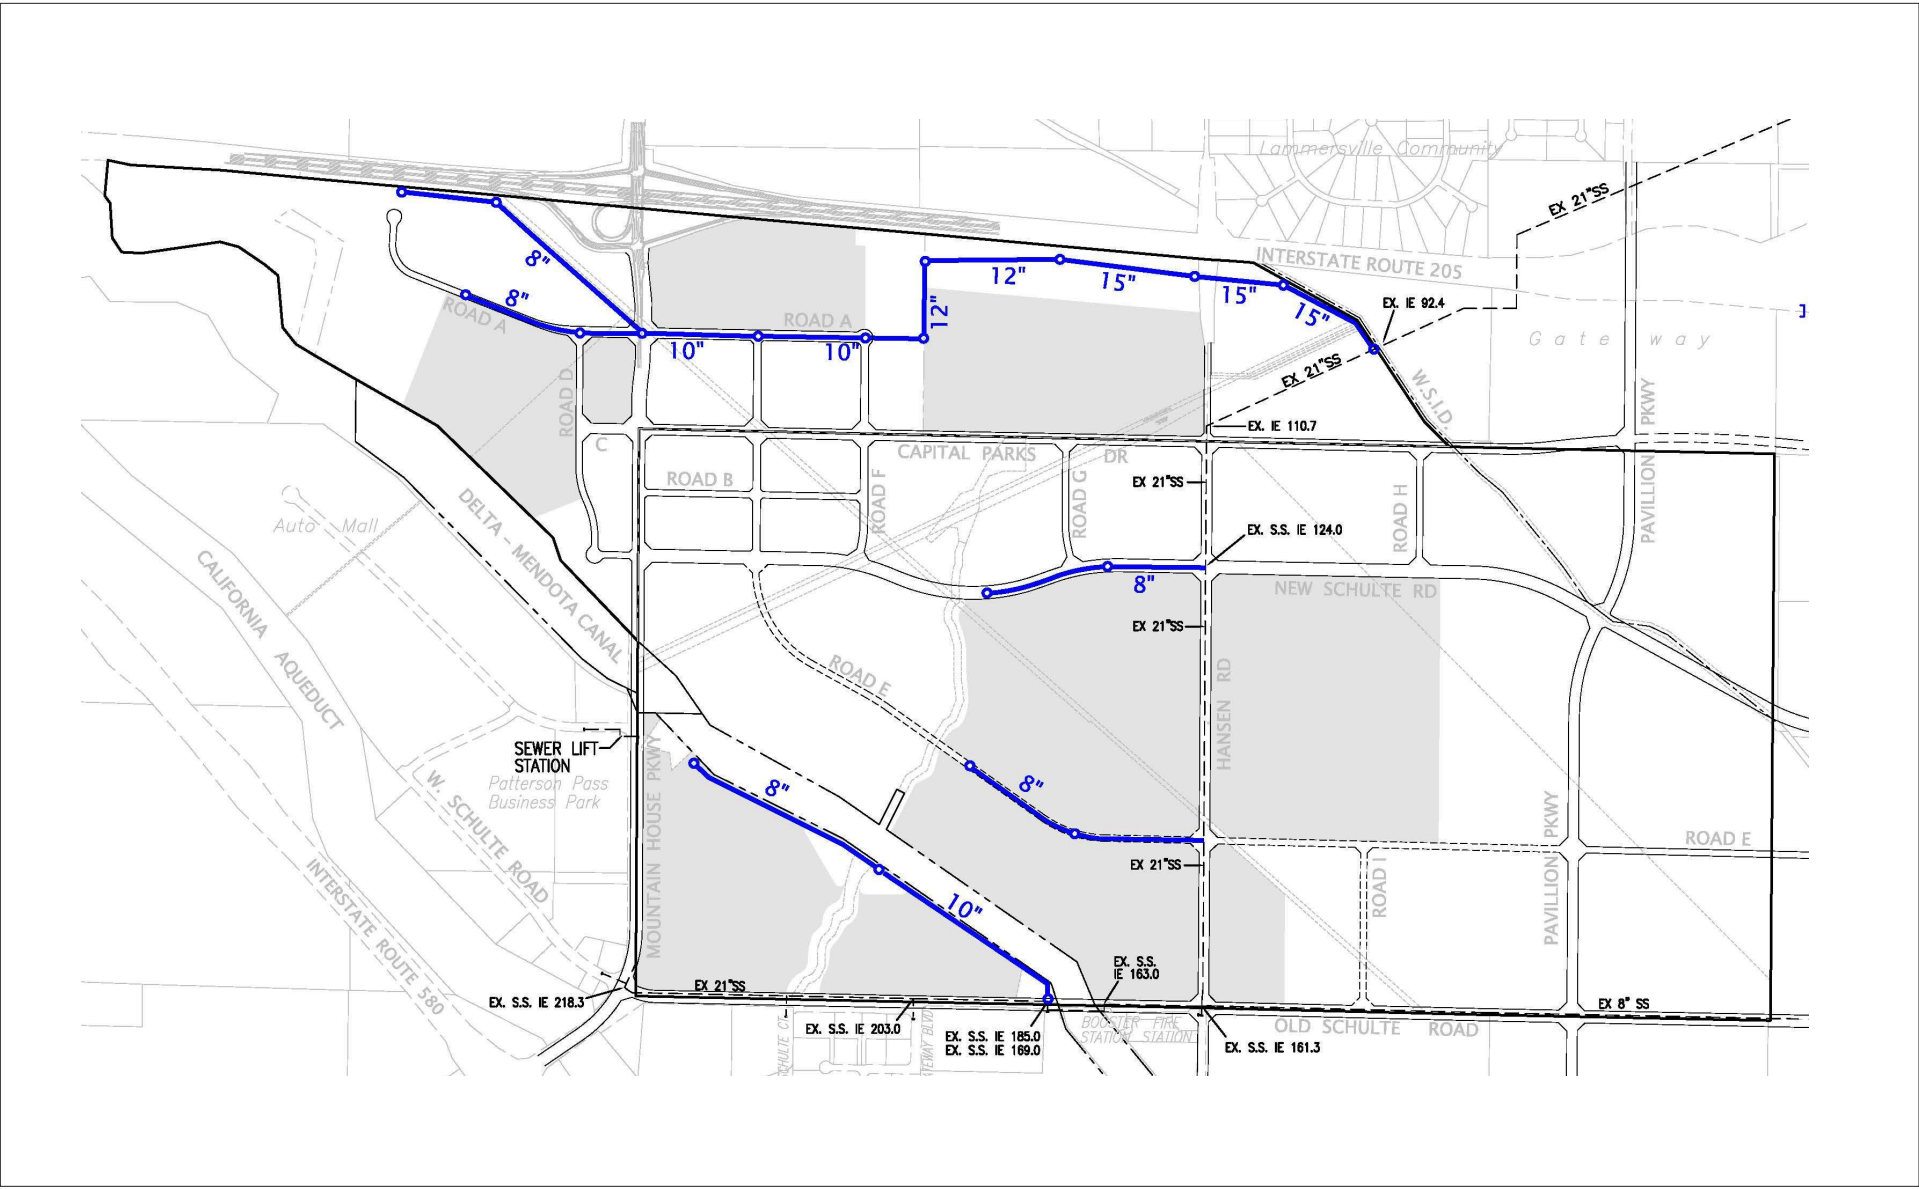 Lammersville Community
EX 21"SS
INTERSTATE ROUTE 205
8"
12"
15"
15"
15"
EX. IE 92.4
8"
ROAD A
ROAD A
12"
10"
10"
Gateway
EX 21"SS
W.S.I.D.
ROAD D
PAVILLION PKWY
EX. IE 110.7
C
CAPITAL PARKS DR
ROAD B
ROAD F
ROAD G
EX 21"SS
ROAD H
DELTA - MENDOTA CANAL
Auto Mall
EX. S.S. IE 124.0
CALIFORNIA AQUEDUCT
8"
NEW SCHULTE RD
EX 21"SS
ROAD E
HANSEN RD
SEWER LIFT
STATION
MOUNTAIN HOUSE PKWY
Patterson Pass
Business Park
8"
8"
W. SCHULTE ROAD
PAVILLION PKWY
ROAD E
EX 21"SS
ROAD I
INTERSTATE ROUTE 580
10"
EX. S.S.
IE 163.0
EX 21"SS
EX. S.S. IE 218.3
EX 8" SS
SCHULTE CT
EX. S.S. IE 203.0
GATEWAY BLVD
EX. S.S. IE 185.0
EX. S.S. IE 169.0
BOOSTER FIRE
STATION STATION
OLD SCHULTE ROAD
EX. S.S. IE 161.3